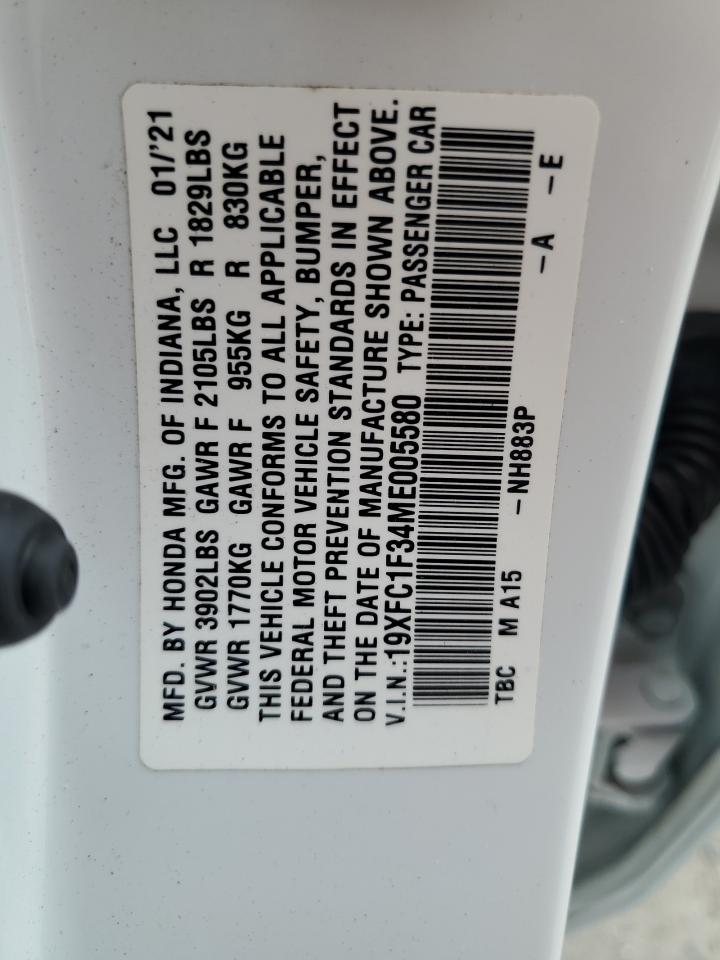 MFD. BY HONDA MFG. OF INDIANA, LLC 01/'21
GVWR 3902LBS GAWR F 2105LBS R 1829LBS
GVWR 1770KG GAWR F 955KG R 830KG
THIS VEHICLE CONFORMS TO ALL APPLICABLE
FEDERAL MOTOR VEHICLE SAFETY, BUMPER,
AND THEFT PREVENTION STANDARDS IN EFFECT
ON THE DATE OF MANUFACTURE SHOWN ABOVE.
V.I.N.:19XFC1F34ME005580 TYPE: PASSENGER CAR
TBC M A15 -NH883P -A -E